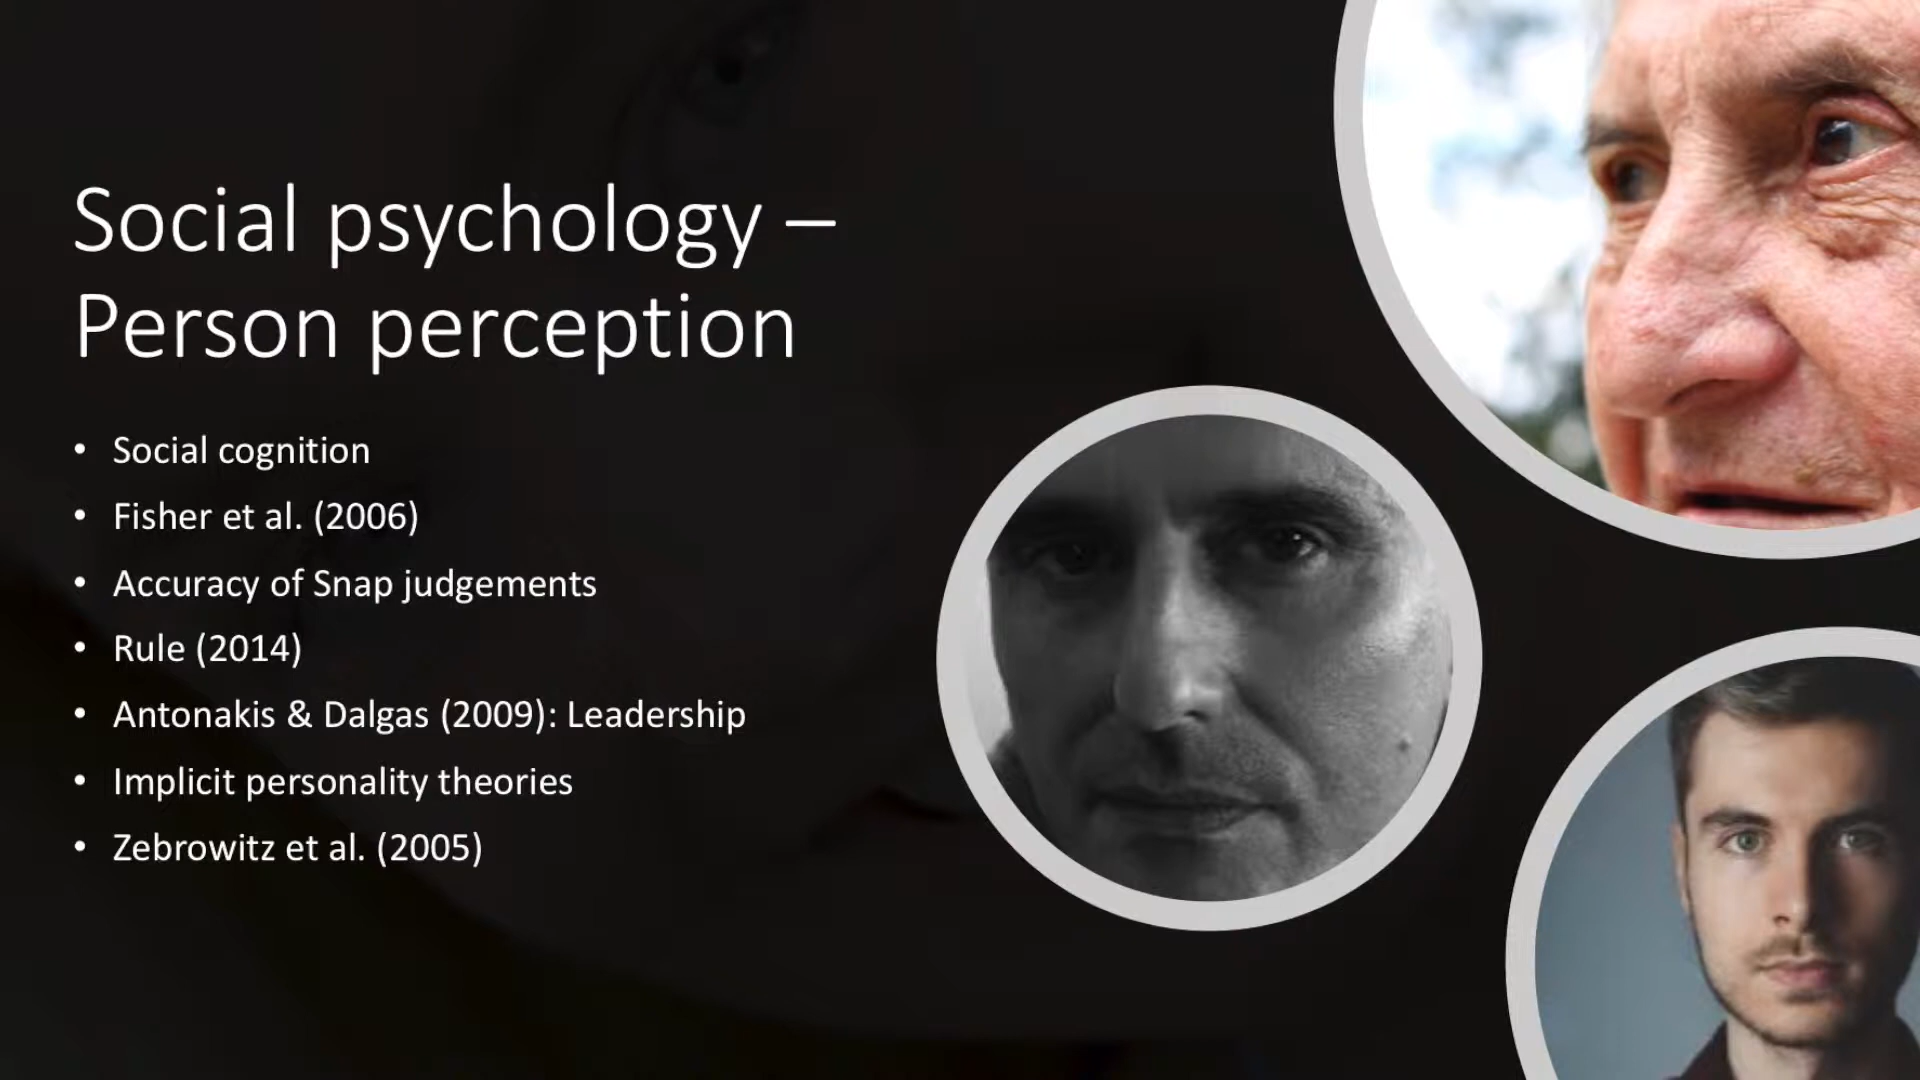 Social psychology –
Person perception
• Social cognition
• Fisher et al. (2006)
• Accuracy of Snap judgements
• Rule (2014)
• Antonakis & Dalgas (2009): Leadership
• Implicit personality theories
• Zebrowitz et al. (2005)